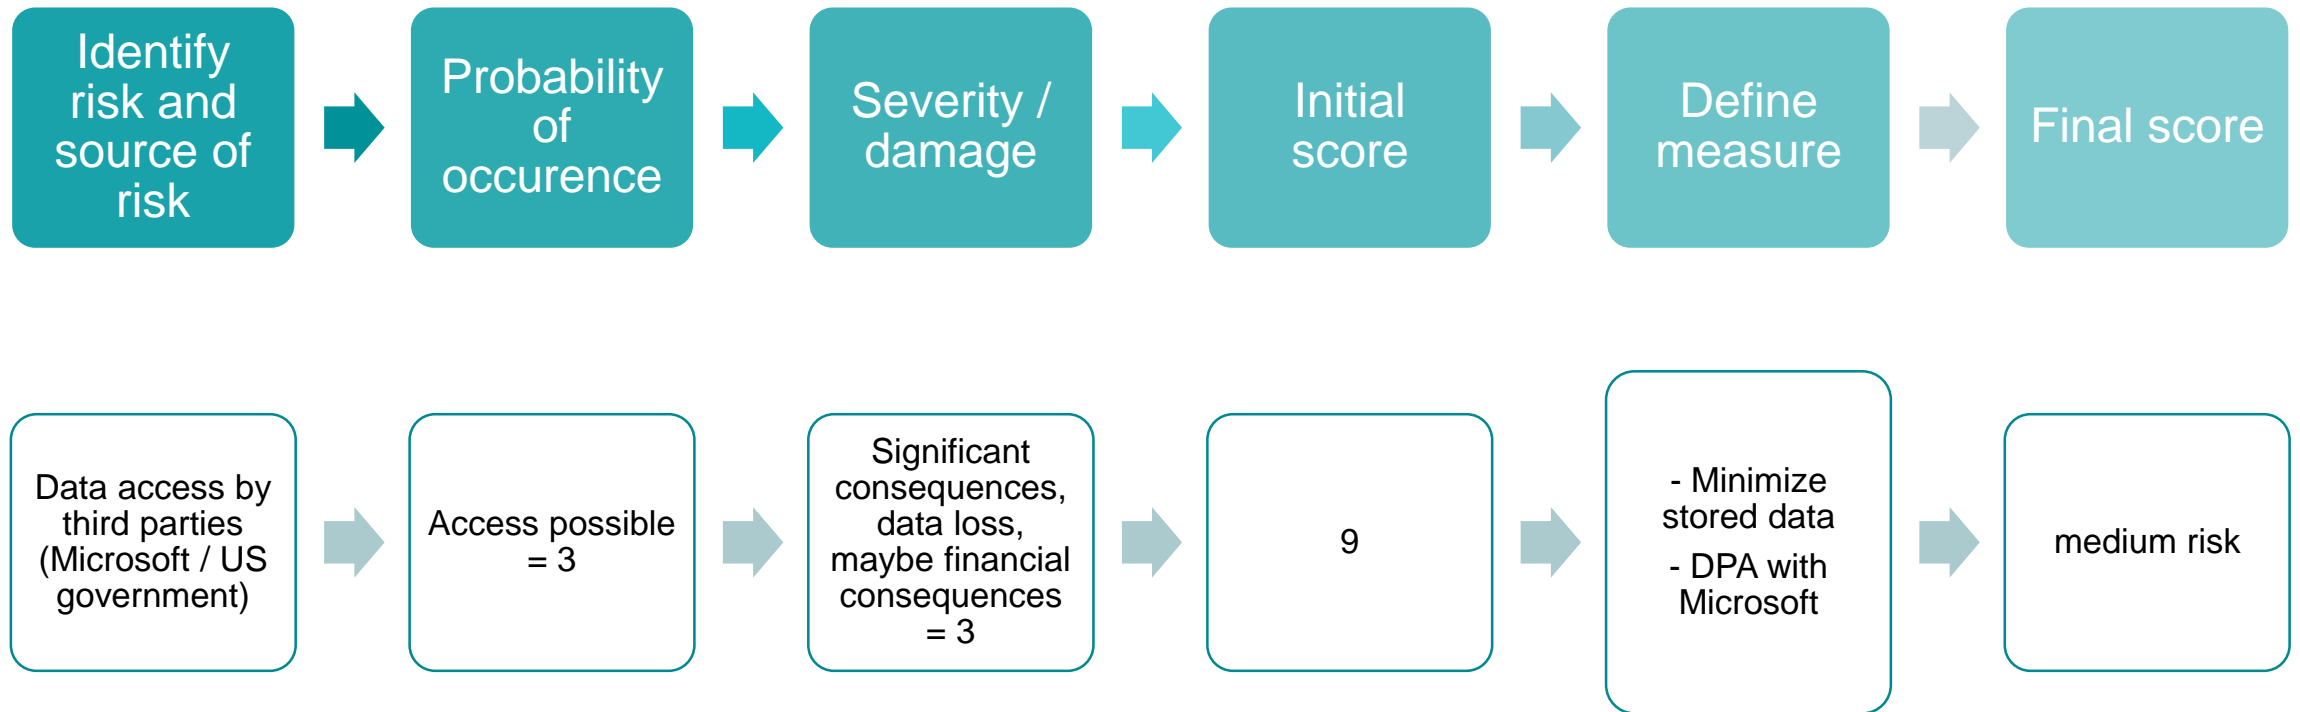 Identify
risk and
source of
risk
Probability
of
occurence
Severity /
damage
Initial
score
Define
measure
Final score
Data access by
third parties
(Microsoft / US
government)
Access possible
= 3
Significant
consequences,
data loss,
maybe financial
consequences
= 3
9
- Minimize
stored data
- DPA with
Microsoft
medium risk